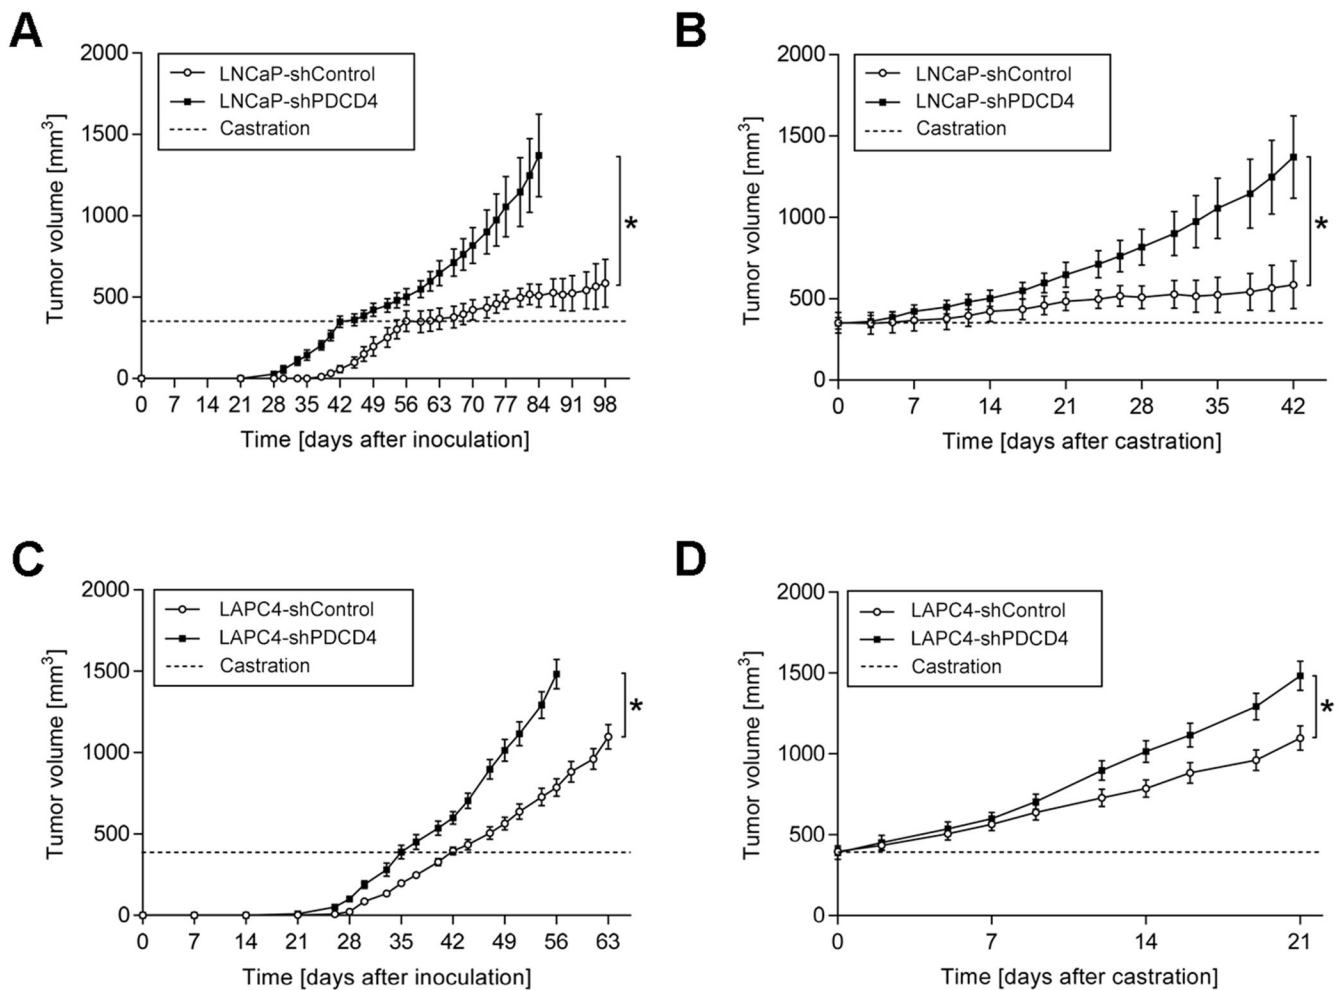 A
2000
1500
1000
500
0
Tumor volume [mm³]
LNCaP-shControl
LNCaP-shPDCD4
Castration
*
0 7 14 21 28 35 42 49 56 63 70 77 84 91 98
Time [days after inoculation]
B
2000
1500
1000
500
0
Tumor volume [mm³]
LNCaP-shControl
LNCaP-shPDCD4
Castration
*
0 7 14 21 28 35 42
Time [days after castration]
C
2000
1500
1000
500
0
Tumor volume [mm³]
LAPC4-shControl
LAPC4-shPDCD4
Castration
*
0 7 14 21 28 35 42 49 56 63
Time [days after inoculation]
D
2000
1500
1000
500
0
Tumor volume [mm³]
LAPC4-shControl
LAPC4-shPDCD4
Castration
*
0 7 14 21
Time [days after castration]